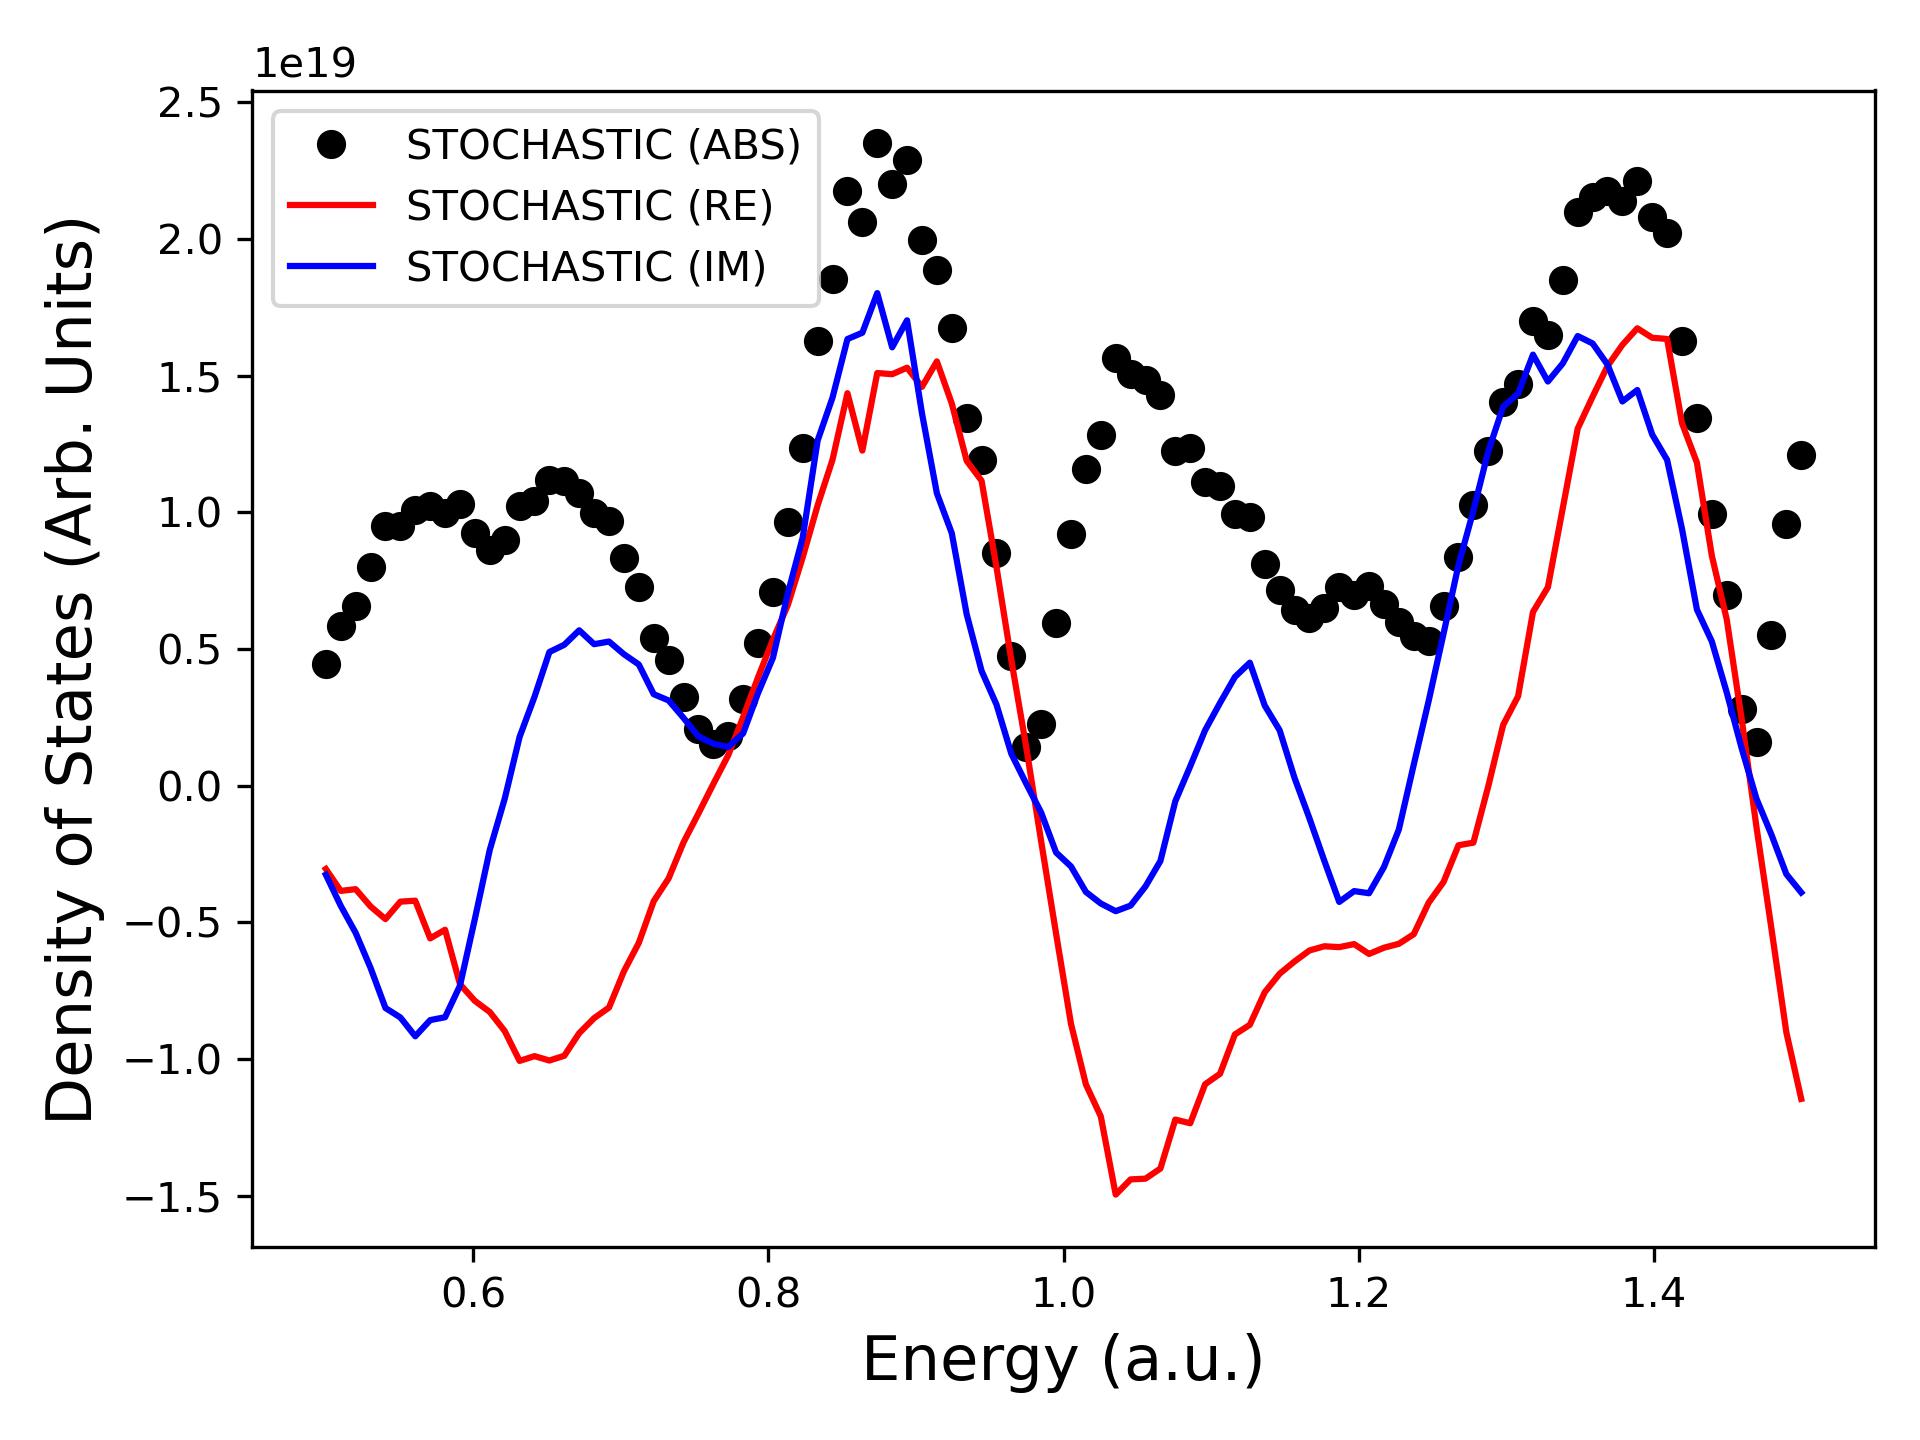 1e19
2.5
2.0
1.5
1.0
0.5
0.0
−0.5
−1.0
−1.5
Density of States (Arb. Units)
STOCHASTIC (ABS)
STOCHASTIC (RE)
STOCHASTIC (IM)
0.6 0.8 1.0 1.2 1.4
Energy (a.u.)